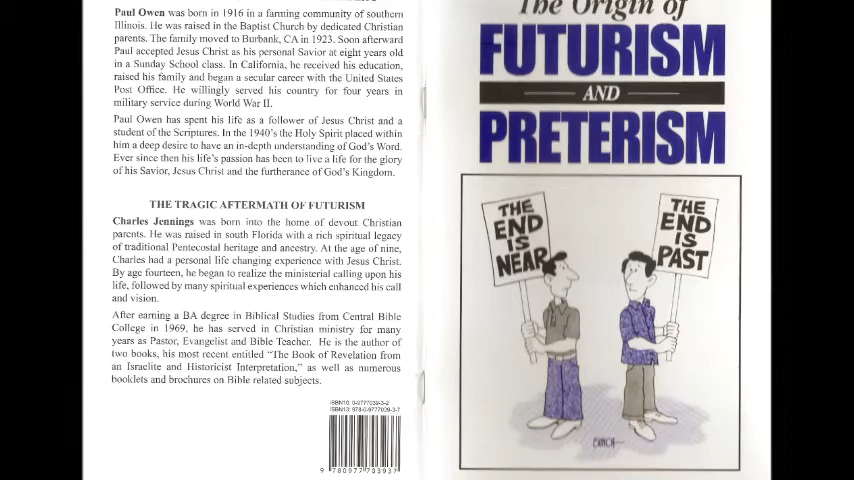 Paul Owen was born in 1916 in a farming community of southern
Illinois. He was raised in the Baptist Church by dedicated Christian
parents. The family moved to Burbank, CA in 1923. Soon afterward
Paul accepted Jesus Christ as his personal Savior at eight years old
in a Sunday School class. In California, he received his education,
raised his family and began a secular career with the United States
Post Office. He willingly served his country for four years in
military service during World War II.
Paul Owen has spent his life as a follower of Jesus Christ and a
student of the Scriptures. In the 1940's the Holy Spirit placed within
him a deep desire to have an in-depth understanding of God's Word.
Ever since then his life's passion has been to live a life for the glory
of his Savior, Jesus Christ and the furtherance of God's Kingdom.
THE TRAGIC AFTERMATH OF FUTURISM
Charles Jennings was born into the home of devout Christian
parents. He was raised in south Florida with a rich spiritual legacy
of traditional Pentecostal heritage and ancestry. At the age of nine,
Charles had a personal life changing experience with Jesus Christ.
By age fourteen, he began to realize the ministerial calling upon his
life, followed by many spiritual experiences which enhanced his call
and vision.
After earning a BA degree in Biblical Studies from Central Bible
College in 1969, he has served in Christian ministry for many
years as Pastor, Evangelist and Bible Teacher. He is the author of
two books, his most recent entitled "The Book of Revelation from
an Israelite and Historicist Interpretation," as well as numerous
booklets and brochures on Bible related subjects.
ISBN10: 0-9777039-3-2
ISBN13: 978-0-9777039-3-7
9 780977 703937
The Origin of
FUTURISM
AND
PRETERISM
THE
END
IS
NEAR
THE
END
IS
PAST